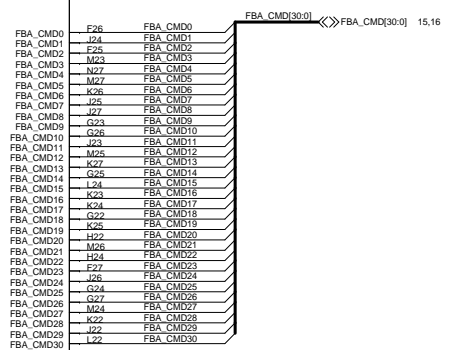 FBA_CMD[30:0] FBA_CMD[30:0] 15,16
FBA_CMD0 F26 FBA_CMD0
FBA_CMD1 J24 FBA_CMD1
FBA_CMD2 F25 FBA_CMD2
FBA_CMD3 M23 FBA_CMD3
FBA_CMD4 N27 FBA_CMD4
FBA_CMD5 M27 FBA_CMD5
FBA_CMD6 K26 FBA_CMD6
FBA_CMD7 J25 FBA_CMD7
FBA_CMD8 J27 FBA_CMD8
FBA_CMD9 G23 FBA_CMD9
FBA_CMD10 G26 FBA_CMD10
FBA_CMD11 J23 FBA_CMD11
FBA_CMD12 M25 FBA_CMD12
FBA_CMD13 K27 FBA_CMD13
FBA_CMD14 G25 FBA_CMD14
FBA_CMD15 L24 FBA_CMD15
FBA_CMD16 K23 FBA_CMD16
FBA_CMD17 K24 FBA_CMD17
FBA_CMD18 G22 FBA_CMD18
FBA_CMD19 K25 FBA_CMD19
FBA_CMD20 H22 FBA_CMD20
FBA_CMD21 M26 FBA_CMD21
FBA_CMD22 H24 FBA_CMD22
FBA_CMD23 F27 FBA_CMD23
FBA_CMD24 J26 FBA_CMD24
FBA_CMD25 G24 FBA_CMD25
FBA_CMD26 G27 FBA_CMD26
FBA_CMD27 M24 FBA_CMD27
FBA_CMD28 K22 FBA_CMD28
FBA_CMD29 J22 FBA_CMD29
FBA_CMD30 L22 FBA_CMD30